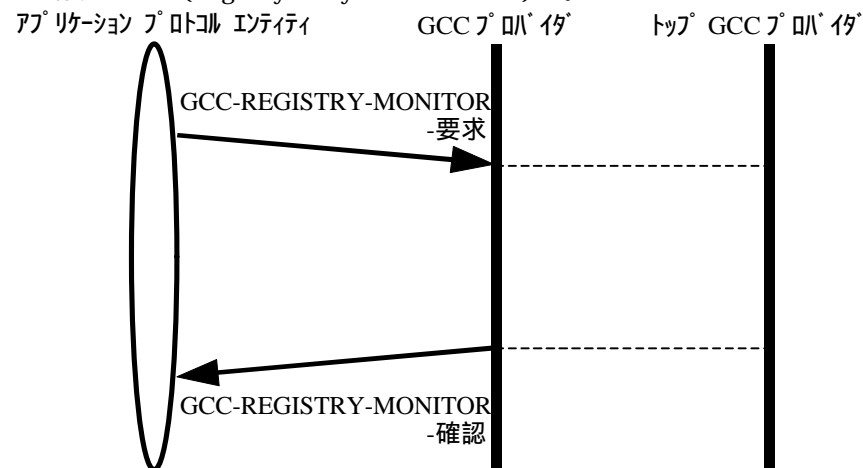 アプリケーション プロトコル エンティティ GCC プロバイダ トップ GCC プロバイダ
GCC-REGISTRY-MONITOR
-要求
GCC-REGISTRY-MONITOR
-確認